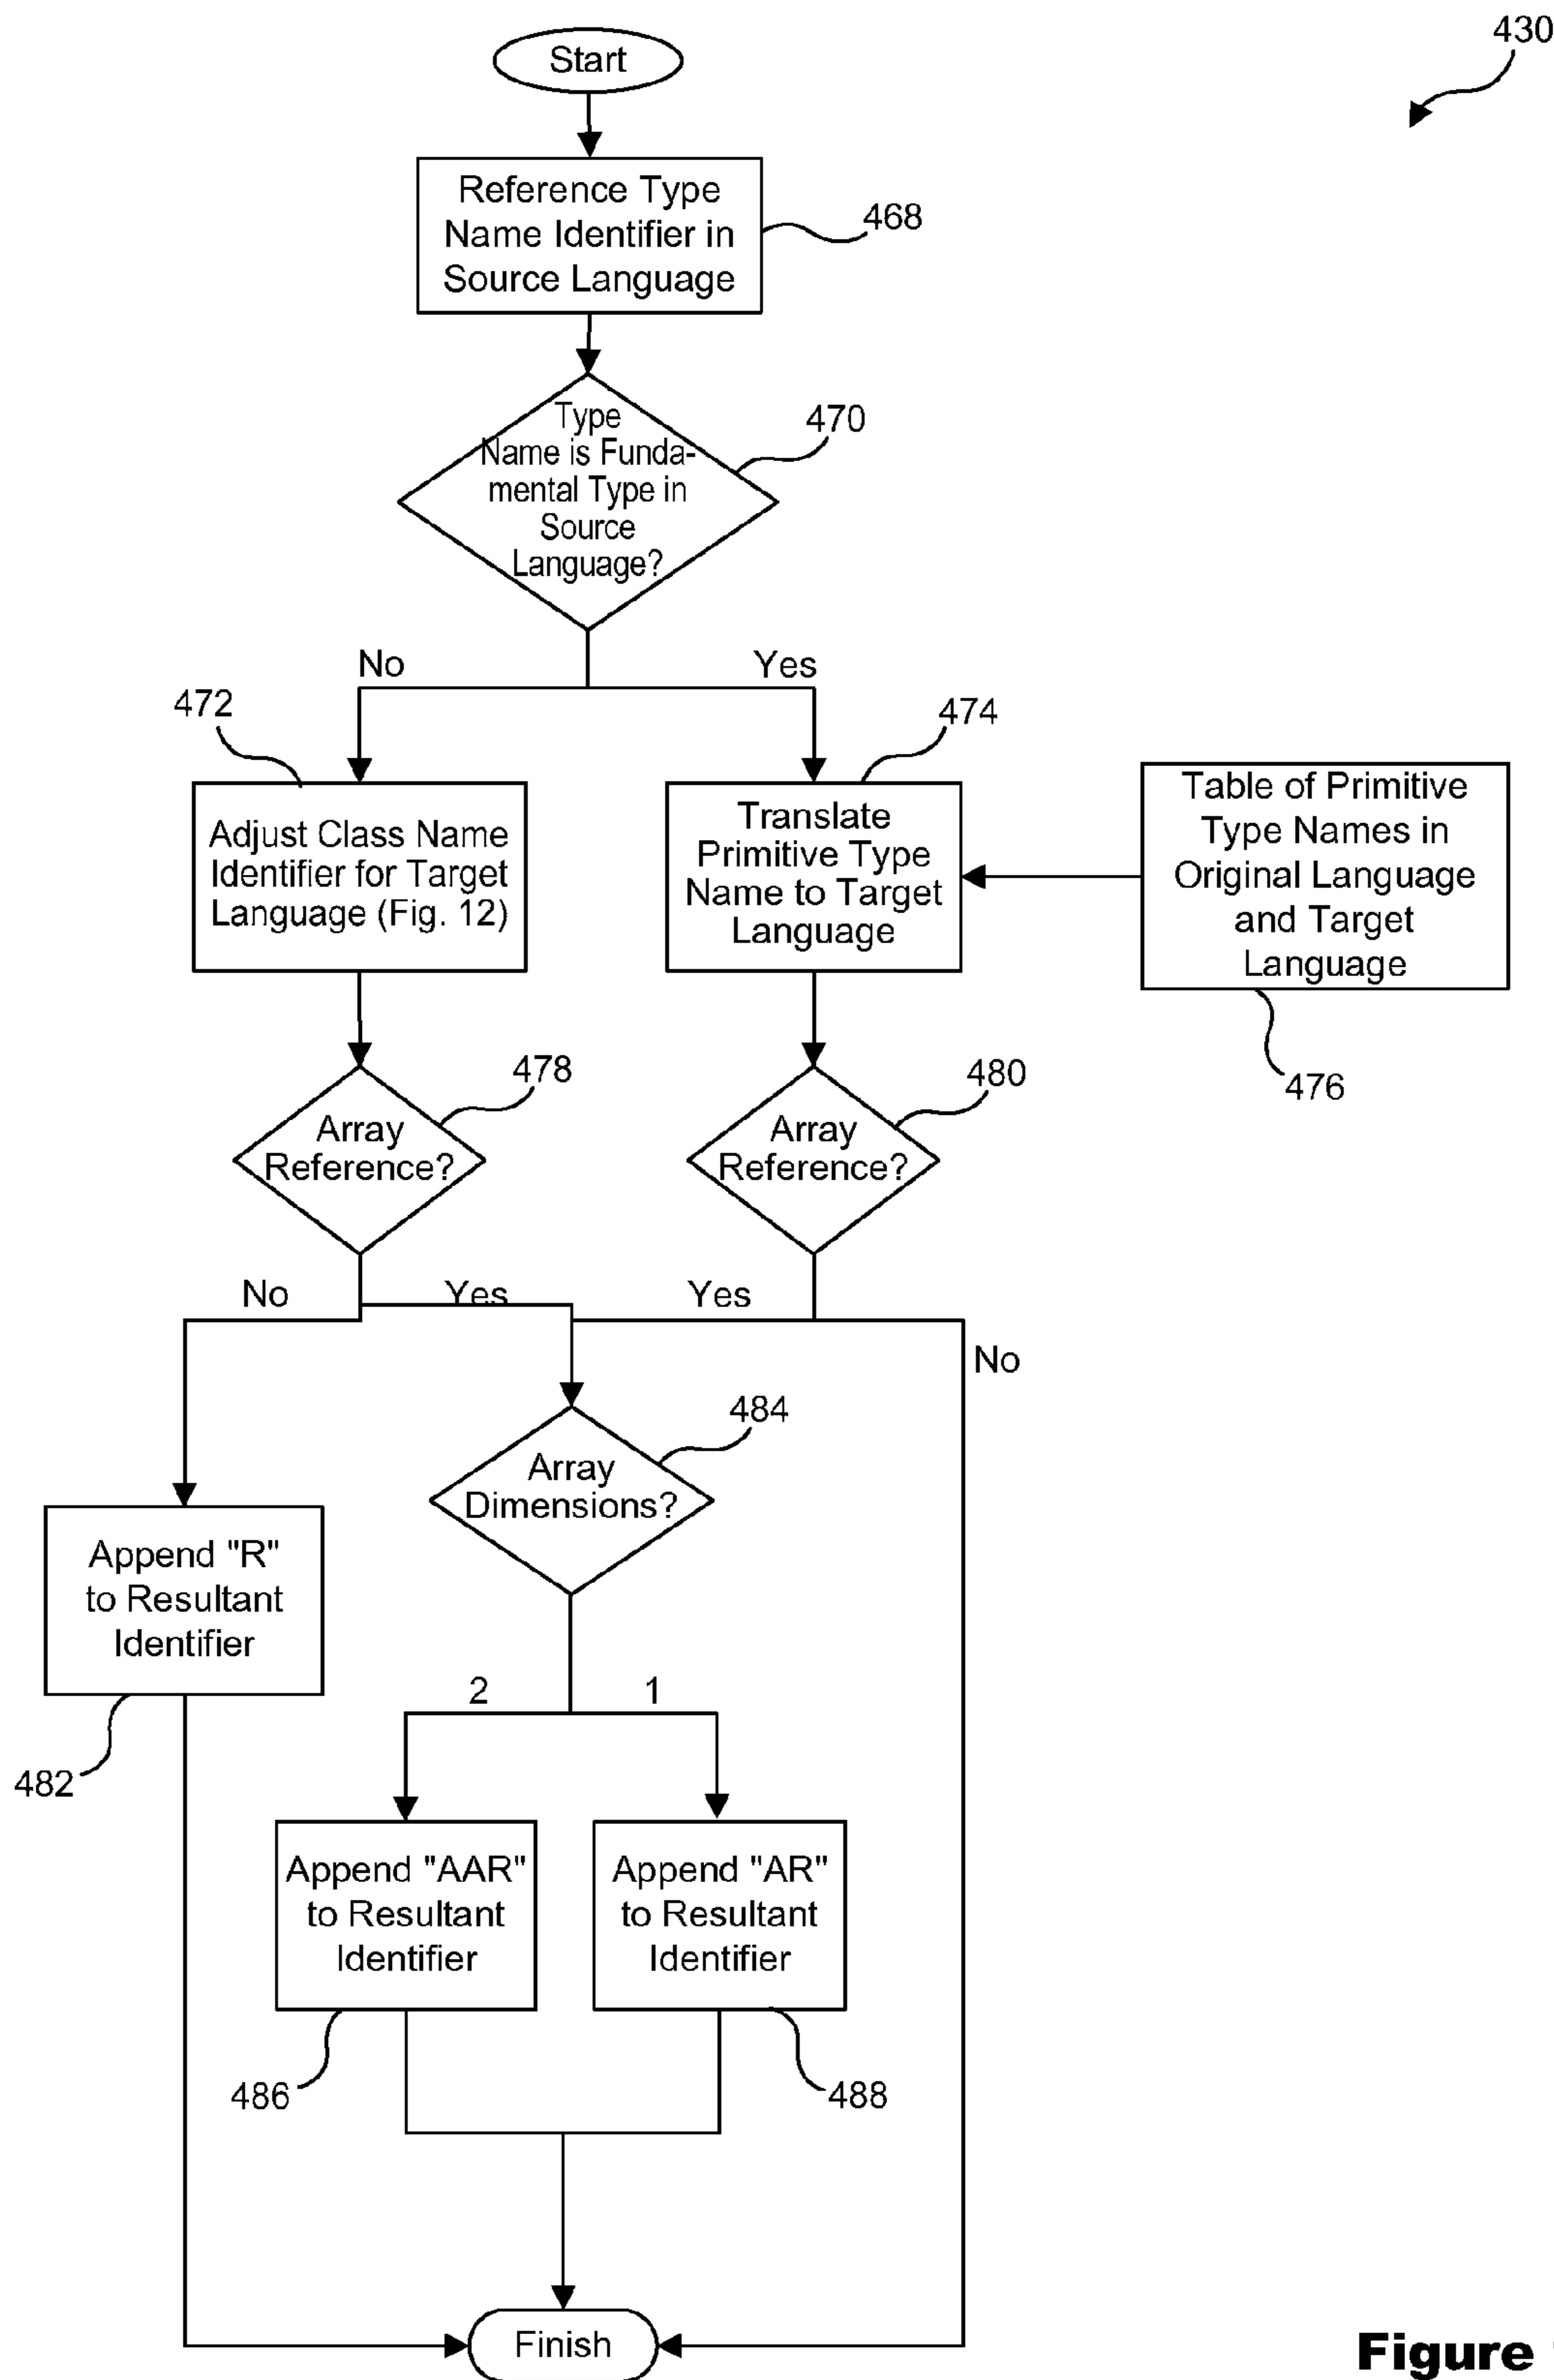 430
Start
Reference Type
Name Identifier in
Source Language
468
Type
Name is Funda-
mental Type in
Source
Language?
470
No
Yes
472
474
Adjust Class Name
Identifier for Target
Language (Fig. 12)
Translate
Primitive Type
Name to Target
Language
Table of Primitive
Type Names in
Original Language
and Target
Language
476
478
480
Array
Reference?
Array
Reference?
No
Yes
Yes
No
484
Array
Dimensions?
Append "R"
to Resultant
Identifier
482
2
1
Append "AAR"
to Resultant
Identifier
Append "AR"
to Resultant
Identifier
486
488
Finish
Figure